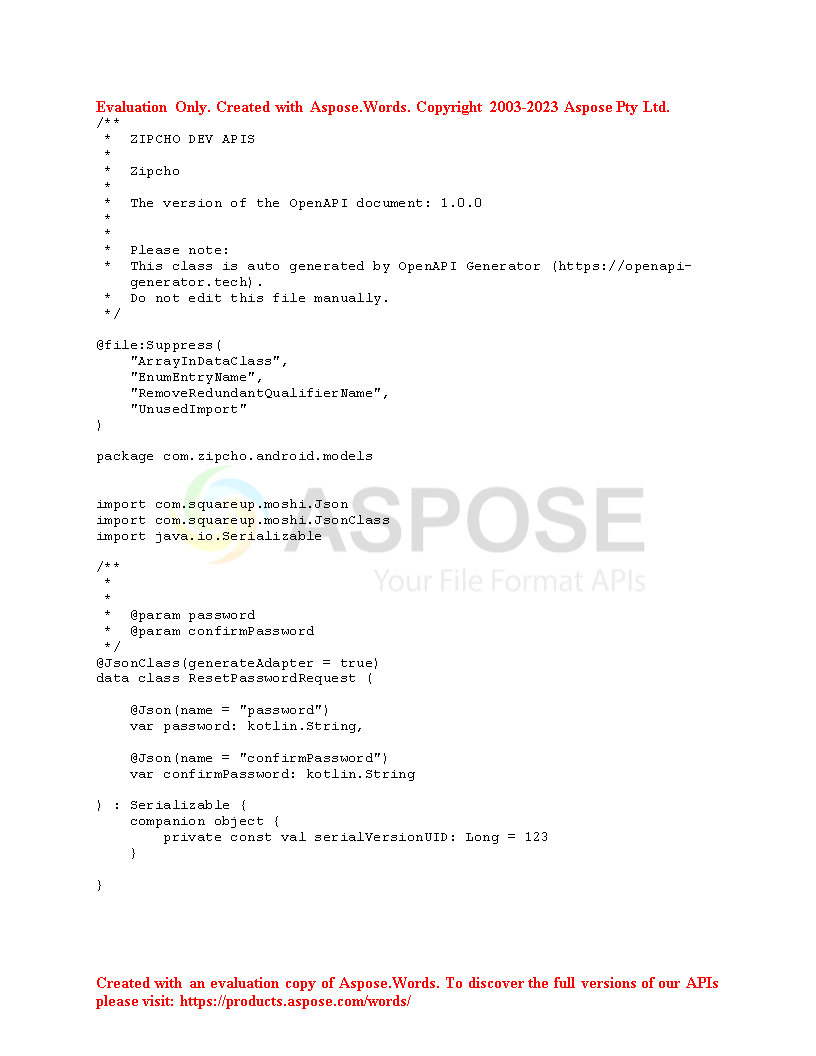 Evaluation Only. Created with Aspose.Words. Copyright 2003-2023 Aspose Pty Ltd.
/**
 *  ZIPCHO DEV APIS
 *
 *  Zipcho
 *
 *  The version of the OpenAPI document: 1.0.0
 *
 *
 *  Please note:
 *  This class is auto generated by OpenAPI Generator (https://openapi-
    generator.tech).
 *  Do not edit this file manually.
 */
@file:Suppress(
    "ArrayInDataClass",
    "EnumEntryName",
    "RemoveRedundantQualifierName",
    "UnusedImport"
)
package com.zipcho.android.models
import com.squareup.moshi.Json
import com.squareup.moshi.JsonClass
import java.io.Serializable
ASPOSE
Your File Format APIs
/**
 *
 *
 *  @param password
 *  @param confirmPassword
 */
@JsonClass(generateAdapter = true)
data class ResetPasswordRequest (
    @Json(name = "password")
    var password: kotlin.String,
    @Json(name = "confirmPassword")
    var confirmPassword: kotlin.String
) : Serializable {
    companion object {
        private const val serialVersionUID: Long = 123
    }
}
Created with an evaluation copy of Aspose.Words. To discover the full versions of our APIs
please visit: https://products.aspose.com/words/